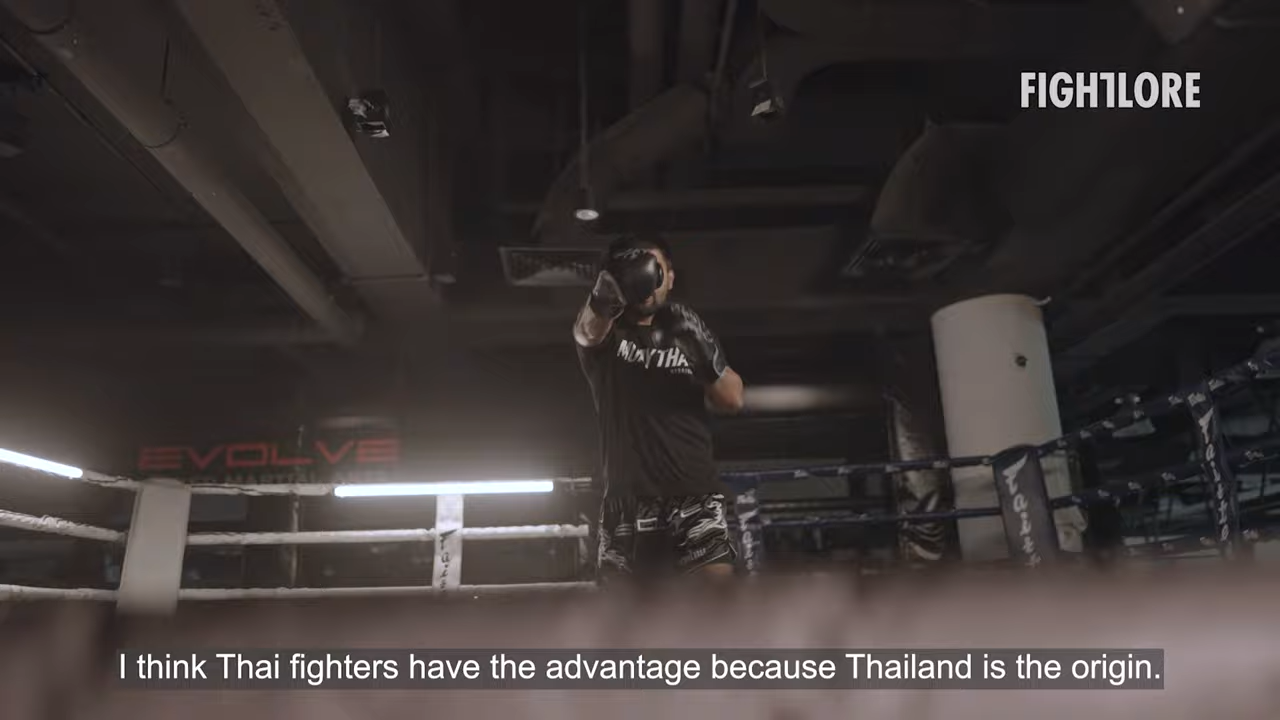 FIGHTLORE
MUAY THAI
EVOLVE
I think Thai fighters have the advantage because Thailand is the origin.